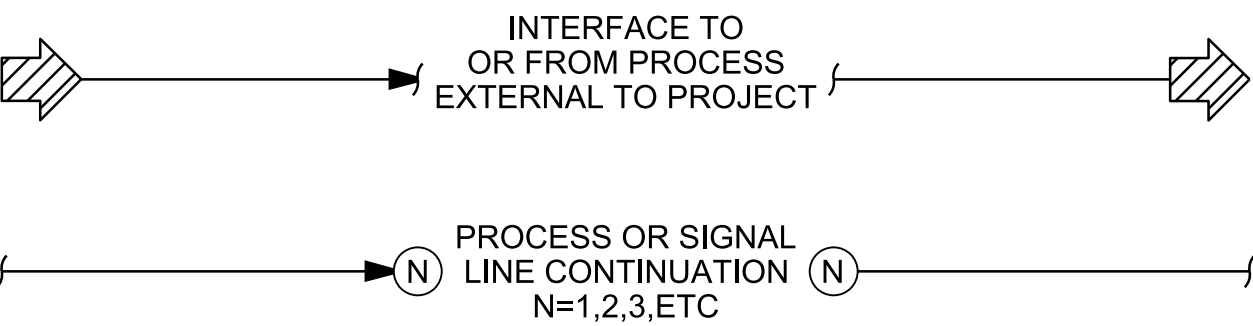 INTERFACE TO
OR FROM PROCESS
EXTERNAL TO PROJECT
PROCESS OR SIGNAL
N LINE CONTINUATION N
N=1,2,3,ETC